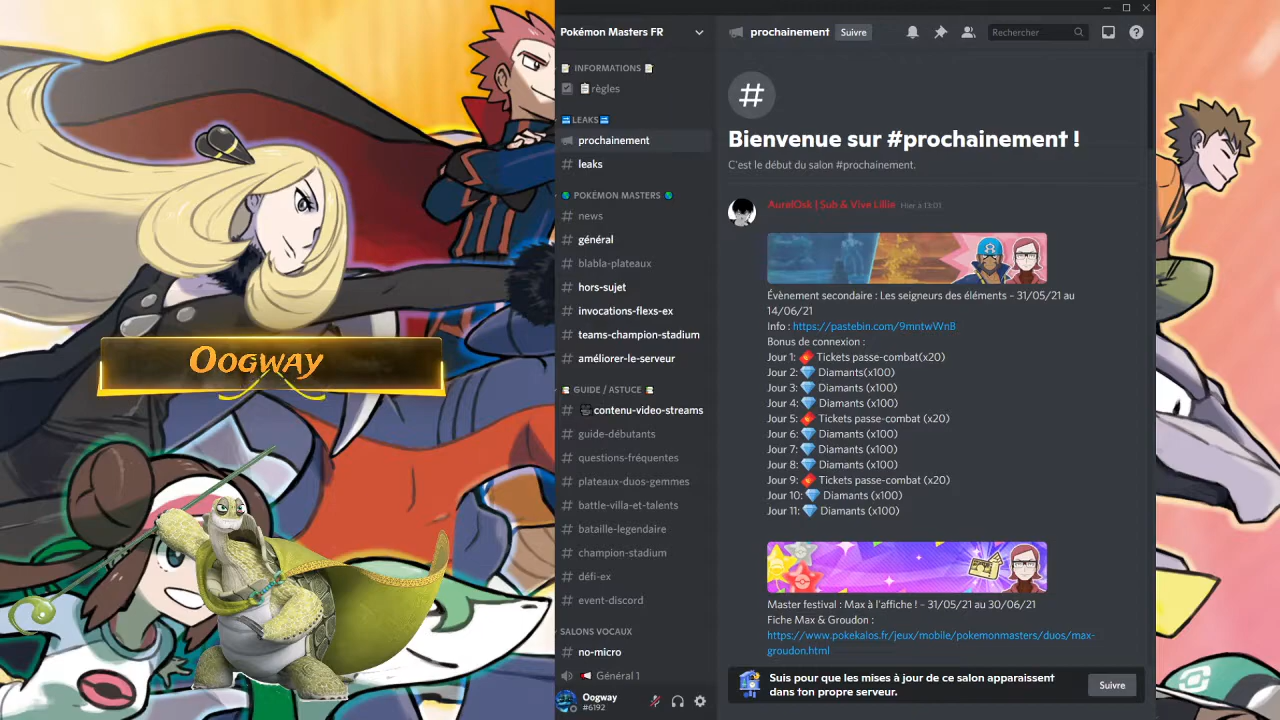 Oogway
Pokémon Masters FR
INFORMATIONS
règles
LEAKS
prochainement
leaks
POKÉMON MASTERS
news
général
blabla-plateaux
hors-sujet
invocations-flexs-ex
teams-champion-stadium
améliorer-le-serveur
GUIDE / ASTUCE
contenu-video-streams
guide-débutants
questions-fréquentes
plateaux-duos-gemmes
battle-villa-et-talents
bataille-legendaire
champion-stadium
défi-ex
event-discord
SALONS VOCAUX
no-micro
Général 1
Oogway
#6192
prochainement Suivre
Rechercher
Bienvenue sur #prochainement !
C'est le début du salon #prochainement.
AurelOsk | Sub & Vive Lillie Hier à 13:01
Évènement secondaire : Les seigneurs des éléments – 31/05/21 au
14/06/21
Info : https://pastebin.com/9mntwWnB
Bonus de connexion :
Jour 1: Tickets passe-combat(x20)
Jour 2: Diamants(x100)
Jour 3: Diamants (x100)
Jour 4: Diamants (x100)
Jour 5: Tickets passe-combat (x20)
Jour 6: Diamants (x100)
Jour 7: Diamants (x100)
Jour 8: Diamants (x100)
Jour 9: Tickets passe-combat (x20)
Jour 10: Diamants (x100)
Jour 11: Diamants (x100)
Master festival : Max à l'affiche ! – 31/05/21 au 30/06/21
Fiche Max & Groudon :
https://www.pokekalos.fr/jeux/mobile/pokemonmasters/duos/max-
groudon.html
Suis pour que les mises à jour de ce salon apparaissent
dans ton propre serveur.
Suivre